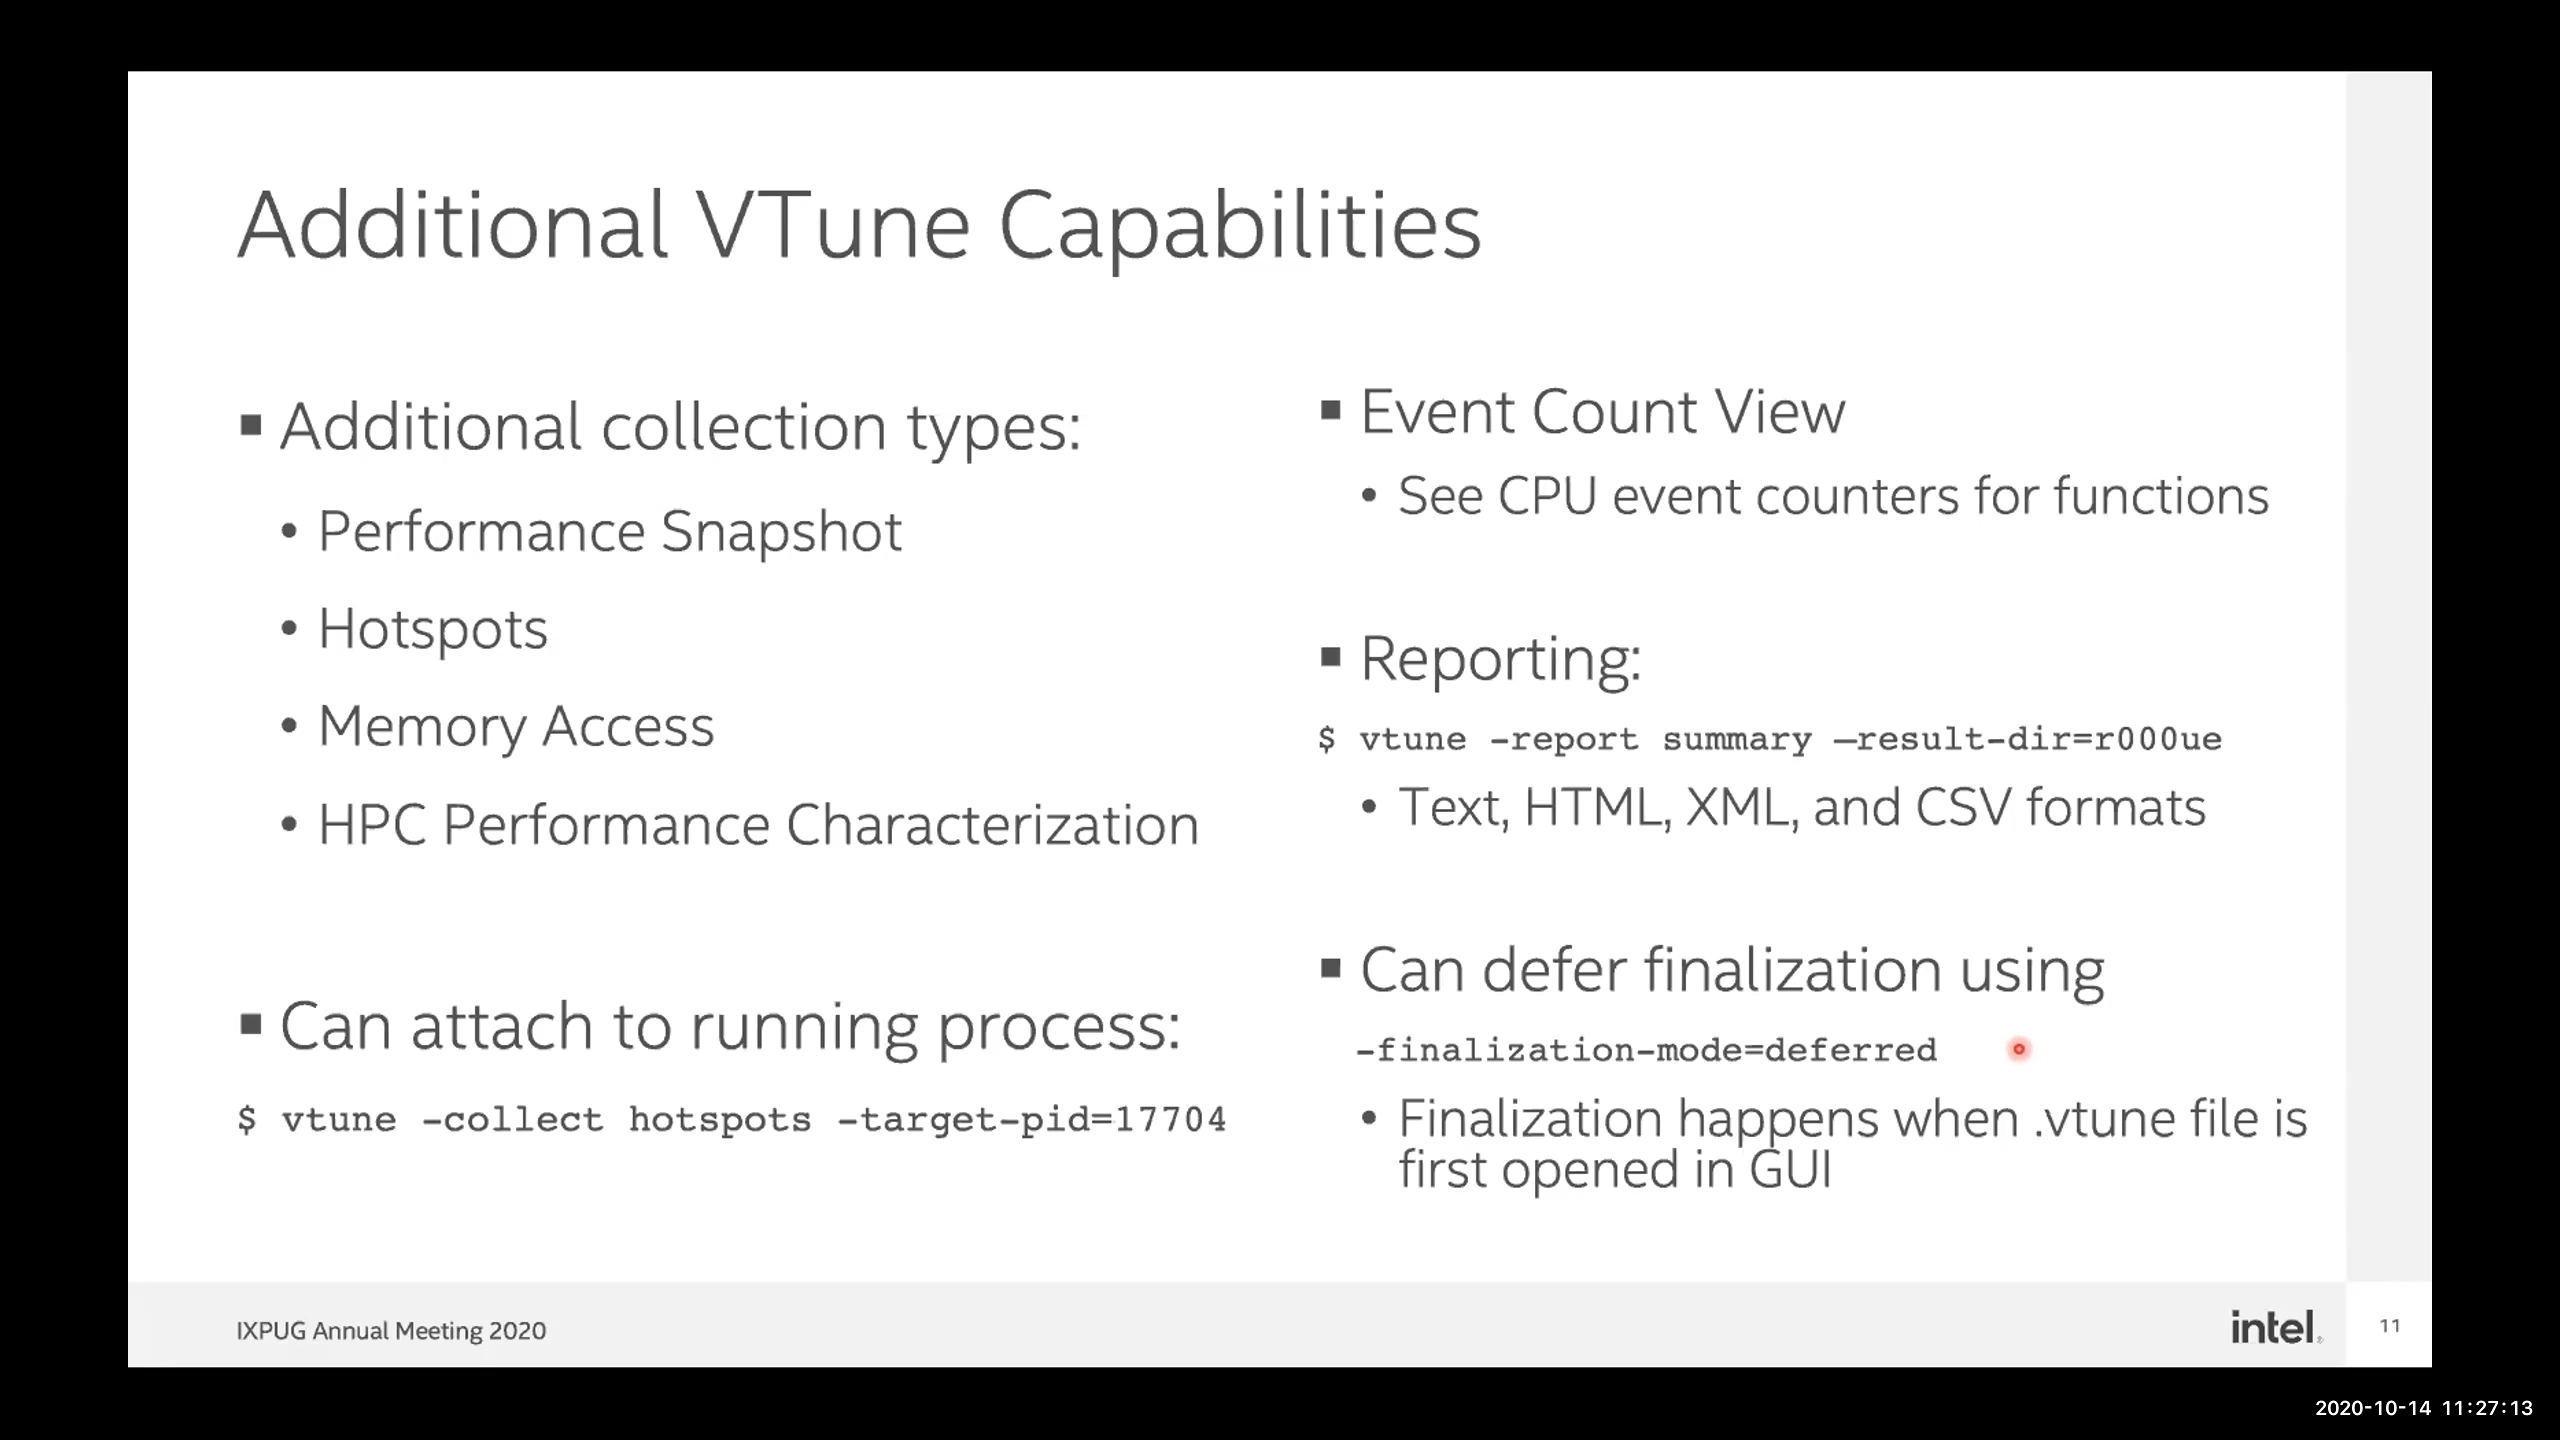 Additional VTune Capabilities
▪ Additional collection types:
• Performance Snapshot
• Hotspots
• Memory Access
• HPC Performance Characterization
▪ Can attach to running process:
$ vtune -collect hotspots -target-pid=17704
▪ Event Count View
• See CPU event counters for functions
▪ Reporting:
$ vtune -report summary –result-dir=r000ue
• Text, HTML, XML, and CSV formats
▪ Can defer finalization using
-finalization-mode=deferred
• Finalization happens when .vtune file is
first opened in GUI
IXPUG Annual Meeting 2020
intel.
11
2020-10-14 11:27:13